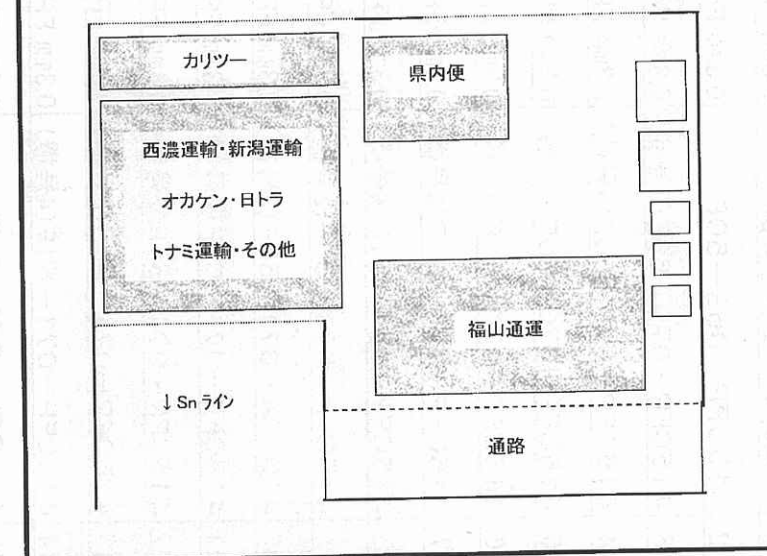 カリツー
県内便
西濃運輸・新潟運輸
オカケン・日トラ
トナミ運輸・その他
福山通運
↓Sn ライン
通路